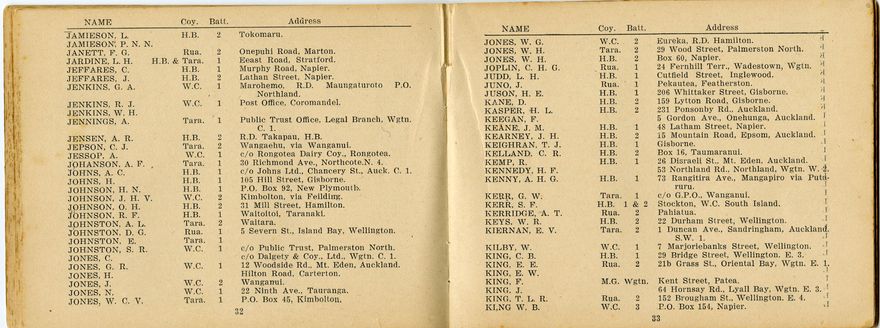 NAME Coy. Batt. Address
JAMIESON, L. H.B. 2 Tokomaru.
JAMIESON, P. N. N.
JANETT, F. G. Rua. 2 Onepuhi Road, Marton.
JARDINE, L. H. H.B. & Tara. 1 Eeast Road, Stratford.
JEFFARES, C. H.B. 1 Murphy Road, Napier.
JEFFARES, J. H.B. 2 Lathan Street, Napier.
JENKINS, G. A. W.C. 1 Marohemo, R.D. Maungaturoto P.O.
Northland.
JENKINS, R. J. W.C. 1 Post Office, Coromandel.
JENKINS, W. H.
JENNINGS, A. Tara. 1 Public Trust Office, Legal Branch, Wgtn.
C. 1.
JENSEN, A. R. H.B. 2 R.D. Takapau, H.B.
JEPSON, C. J. Tara. 2 Wangaehu, via Wanganui.
JESSOP, A. W.C. 1 c/o Rongotea Dairy Coy., Rongotea.
JOHANSON, A. F. Tara. 1 30 Richmond Ave., Northcote.N. 4.
JOHNS, A. C. H.B. 1 c/o Johns Ltd., Chancery St., Auck. C. 1.
JOHNS, H. H.B. 1 105 Hill Street, Gisborne.
JOHNSON, H. N. H.B. 1 P.O. Box 92, New Plymouth.
JOHNSON, J. H. V. W.C. 2 Kimbolton, via Feilding.
JOHNSON, O. H. H.B. 2 31 Mill Street, Hamilton.
JOHNSON, R. F. H.B. 1 Waitoitoi, Taranaki.
JOHNSTON, A. L. Tara. 2 Waitara.
JOHNSTON, D. G. Rua. 1 5 Severn St., Island Bay, Wellington.
JOHNSTON, E. Tara. 1
JOHNSTON, S. R. W.C. 1 c/o Public Trust, Palmerston North.
JONES, C. c/o Dalgety & Coy., Ltd., Wgtn. C. 1.
JONES, G. R. W.C. 1 12 Woodside Rd., Mt. Eden, Auckland.
JONES, H. Hilton Road, Carterton.
JONES, J. W.C. 2 Wanganui.
JONES, N. W.C. 1 22 Ninth Ave., Tauranga.
JONES, W. C. V. Tara. 1 P.O. Box 45, Kimbolton.
32
NAME Coy. Batt. Address
JONES, W. G. W.C. 2 Eureka, R.D. Hamilton.
JONES, W. H. Tara. 2 29 Wood Street, Palmerston North.
JONES, W. H. H.B. 2 Box 60, Napier.
JOPLIN, C. H. G. Rua. 1 24 Fernhill Terr., Wadestown, Wgtn.
JUDD, L. H. H.B. 1 Cutfield Street, Inglewood.
JUNO, J. Rua. 1 Pekautea, Featherston.
JUSON, H. E. H.B. 1 206 Whittaker Street, Gisborne.
KANE, D. H.B. 2 159 Lytton Road, Gisborne.
KASPER, H. L. H.B. 2 231 Ponsonby Rd., Auckland.
KEEGAN, F. 5 Gordon Ave., Onehunga, Auckland.
KEANE, J. M. H.B. 1 48 Latham Street, Napier.
KEARNEY, J. H. H.B. 2 15 Mountain Road, Epsom, Auckland.
KEIGHRAN, T. J. H.B. 1 Gisborne.
KELLAND, C. R. H.B. 2 Box 16, Taumaranui.
KEMP, R. H.B. 1 26 Disraeli St., Mt. Eden, Auckland.
KENNEDY, H. F. 53 Northland Rd., Northland, Wgtn. W. 2.
KENNY, A. H. G. H.B. 1 73 Rangitira Ave., Mangapiro via Puta-
ruru.
KERR, G. W. Tara. 1 c/o G.P.O., Wanganui.
KERR, S. F. H.B. 1 & 2 Stockton, W.C. South Island.
KERRIDGE, A. T. Rua. 2 Pahiatua.
KEYS, W. R. H.B. 2 22 Durham Street, Wellington.
KIERNAN, E. V. Tara. 2 1 Duncan Ave., Sandringham, Auckland,
S.W. 1.
KILBY, W. W.C. 1 7 Marjoriebanks Street, Wellington.
KING, C. B. H.B. 1 29 Bridge Street, Wellington. E. 3.
KING, E. E. Rua. 2 21b Grass St., Oriental Bay, Wgtn. E. 1.
KING, E. W.
KING, F. M.G. Wgtn. Kent Street, Patea.
KING, J. 64 Hornsay Rd., Lyall Bay, Wgtn. E. 3.
KING, T. L. R. Rua. 2 152 Brougham St., Wellington. E. 4.
KING W. B. W.C. 3 P.O. Box 154, Napier.
33